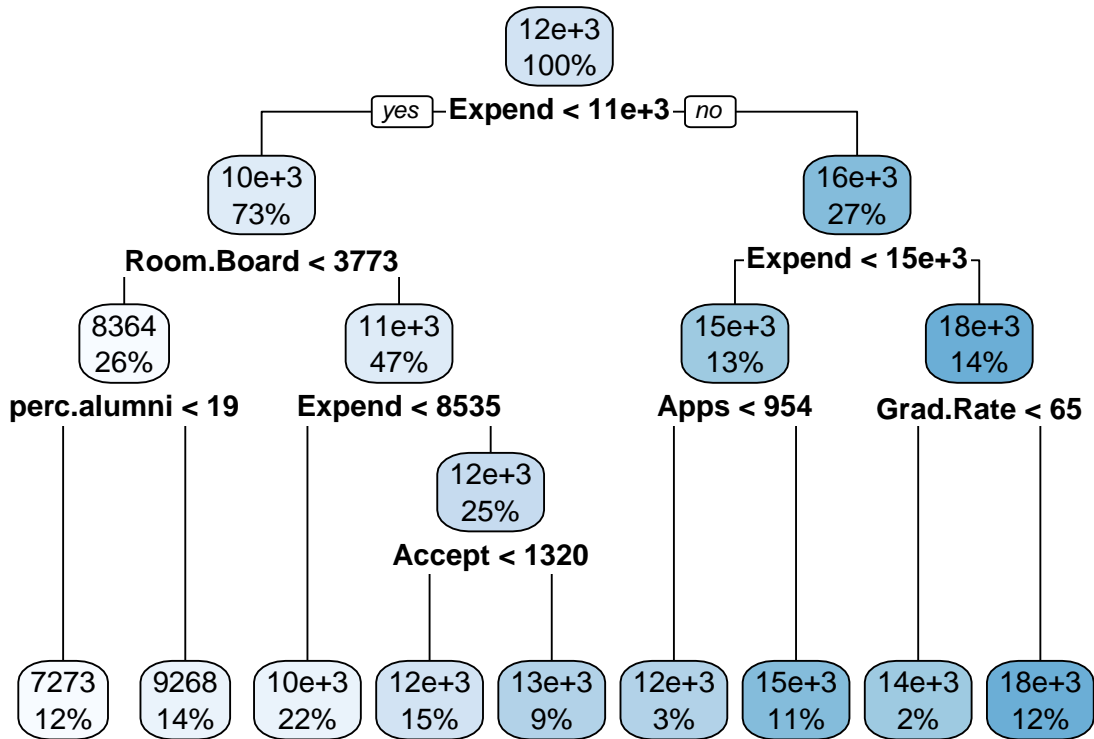 12e+3
100%
yes Expend < 11e+3 no
10e+3
73%
16e+3
27%
Room.Board < 3773
Expend < 15e+3
8364
26%
11e+3
47%
15e+3
13%
18e+3
14%
perc.alumni < 19
Expend < 8535
Apps < 954
Grad.Rate < 65
12e+3
25%
Accept < 1320
7273
12%
9268
14%
10e+3
22%
12e+3
15%
13e+3
9%
12e+3
3%
15e+3
11%
14e+3
2%
18e+3
12%